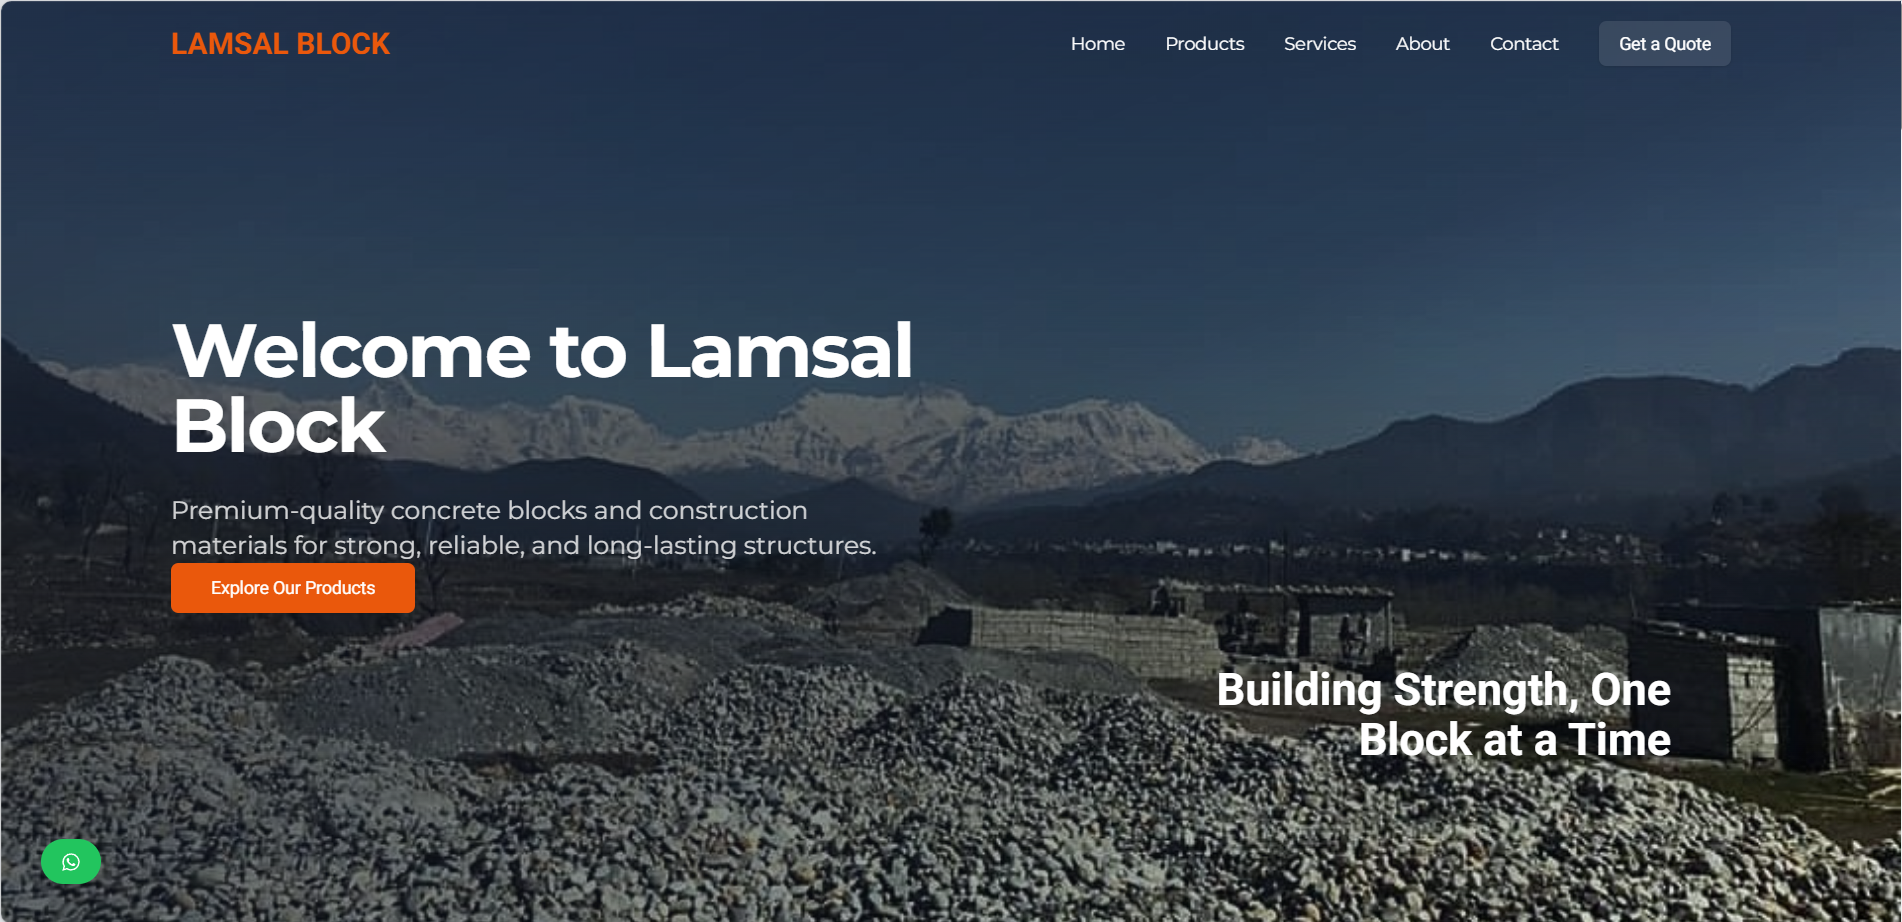 LAMSAL BLOCK
Home
Products
Services
About
Contact
Get a Quote
Welcome to Lamsal
Block
Premium-quality concrete blocks and construction
materials for strong, reliable, and long-lasting structures.
Explore Our Products
Building Strength, One
Block at a Time